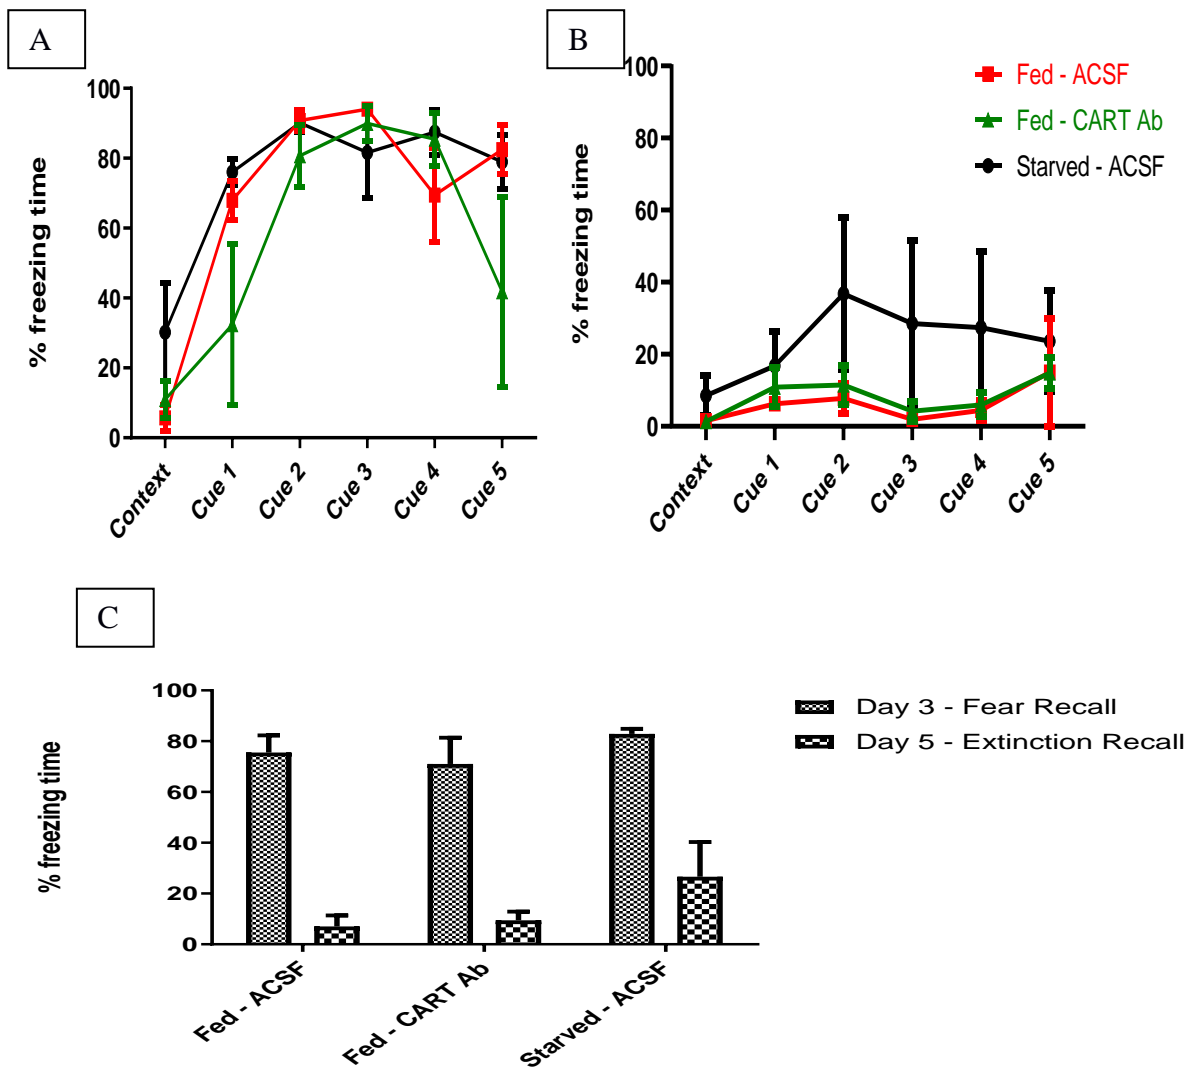 A
% freezing time
100
80
60
40
20
0
Context
Cue 1
Cue 2
Cue 3
Cue 4
Cue 5
B
% freezing time
100
80
60
40
20
0
Context
Cue 1
Cue 2
Cue 3
Cue 4
Cue 5
Fed - ACSF
Fed - CART Ab
Starved - ACSF
C
% freezing time
100
80
60
40
20
0
Fed - ACSF
Fed - CART Ab
Starved - ACSF
Day 3 - Fear Recall
Day 5 - Extinction Recall